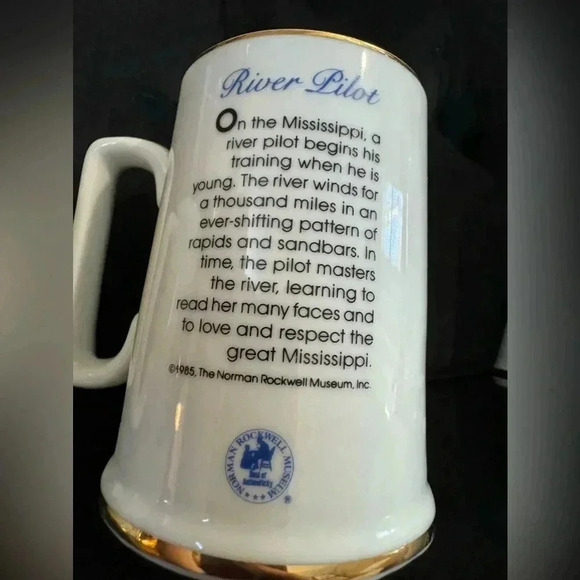 River Pilot
On the Mississippi, a
river pilot begins his
training when he is
young. The river winds for
a thousand miles in an
ever-shifting pattern of
rapids and sandbars. In
time, the pilot masters
the river, learning to
read her many faces and
to love and respect the
great Mississippi.
©1985, The Norman Rockwell Museum, Inc.
NORMAN ROCKWELL MUSEUM
Seal of
Authenticity
®